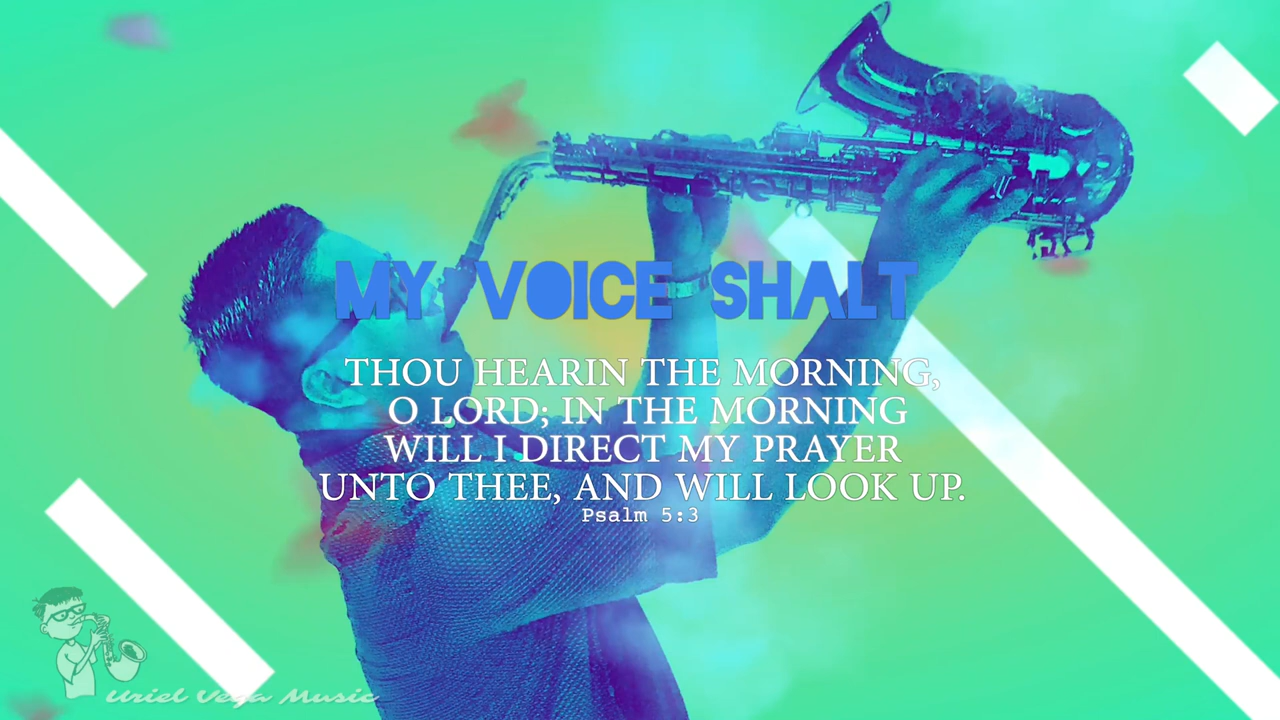 MY VOICE SHALT
THOU HEARIN THE MORNING,
O LORD; IN THE MORNING
WILL I DIRECT MY PRAYER
UNTO THEE, AND WILL LOOK UP.
Psalm 5:3
Uriel Vega Music